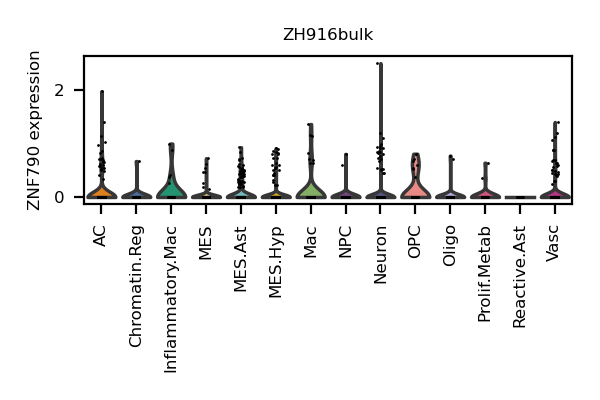 ZH916bulk
ZNF790 expression
2
0
AC
Chromatin.Reg
Inflammatory.Mac
MES
MES.Ast
MES.Hyp
Mac
NPC
Neuron
OPC
Oligo
Prolif.Metab
Reactive.Ast
Vasc